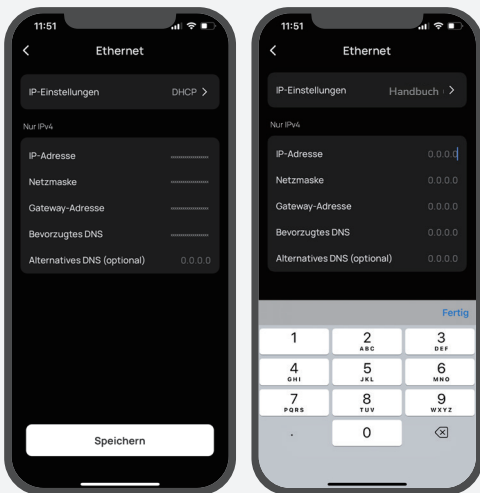 11:51
Ethernet
IP-Einstellungen DHCP >
Nur IPv4
IP-Adresse
Netzmaske
Gateway-Adresse
Bevorzugtes DNS
Alternatives DNS (optional) 0.0.0.0
Speichern
11:51
Ethernet
IP-Einstellungen Handbuch >
Nur IPv4
IP-Adresse 0.0.0.0
Netzmaske 0.0.0.0
Gateway-Adresse 0.0.0.0
Bevorzugtes DNS 0.0.0.0
Alternatives DNS (optional) 0.0.0.0
Fertig
1 2 3
ABC DEF
4 5 6
GHI JKL MNO
7 8 9
PQRS TUV WXYZ
. 0